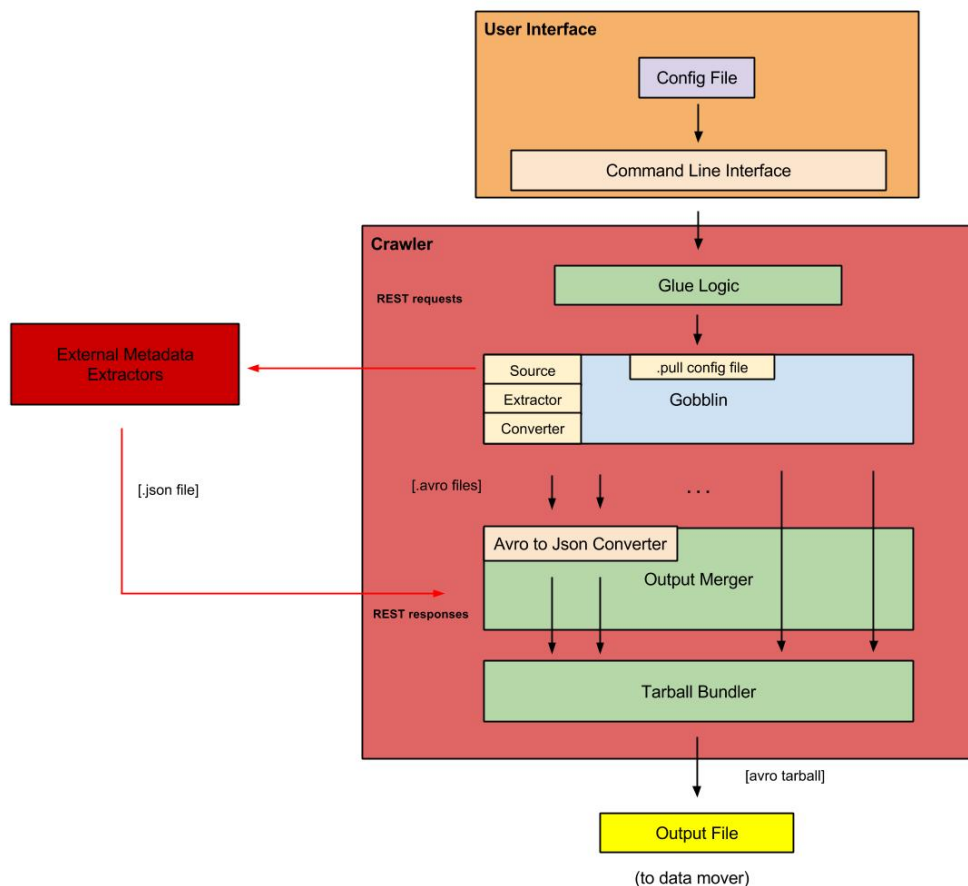 User Interface
Config File
Command Line Interface
Crawler
Glue Logic
REST requests
External Metadata
Extractors
Source
.pull config file
Extractor
Gobblin
Converter
[.json file]
[.avro files]
...
Avro to Json Converter
Output Merger
REST responses
Tarball Bundler
[avro tarball]
Output File
(to data mover)